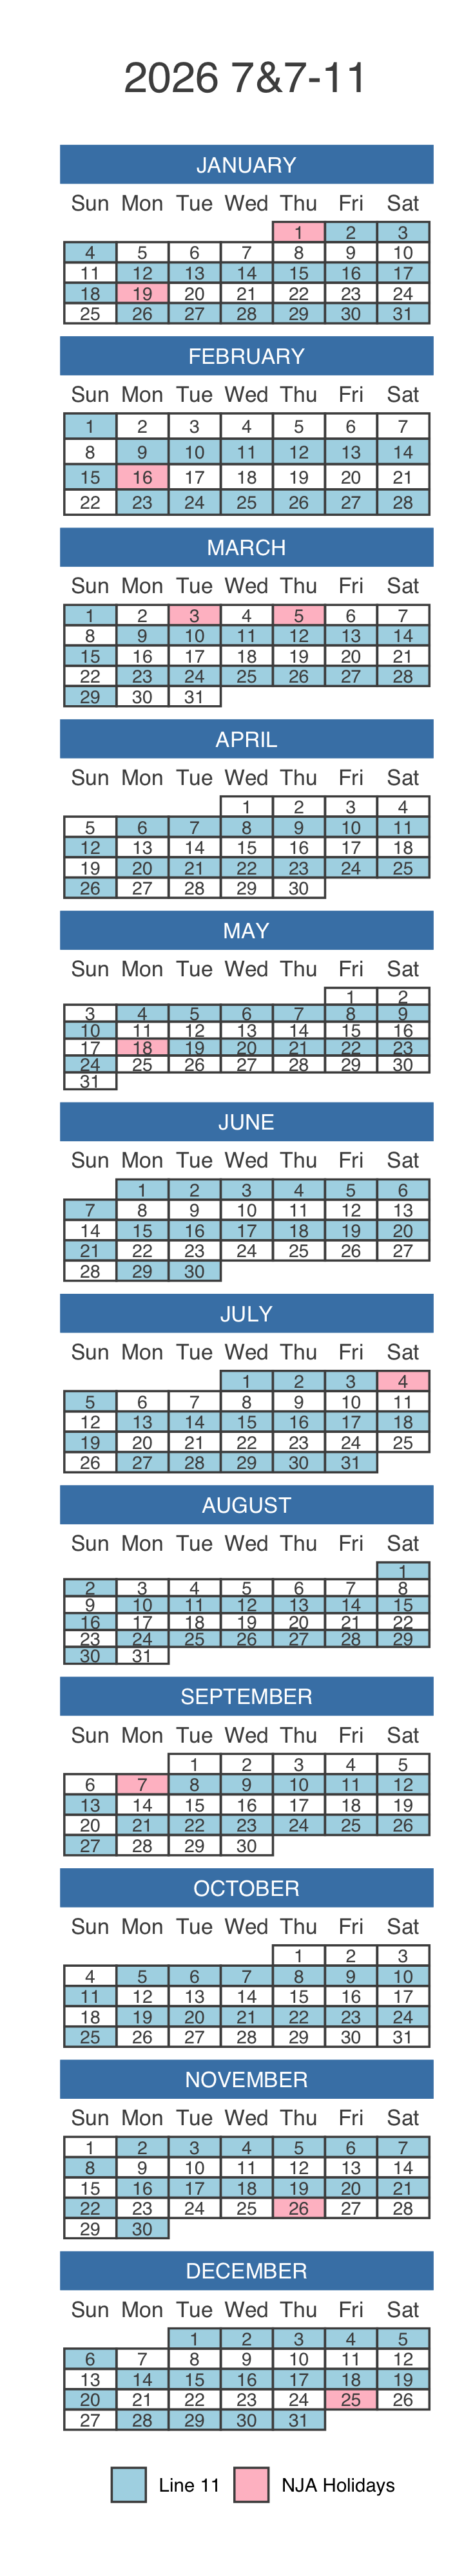 2026 7&7-11
JANUARY
Sun Mon Tue Wed Thu Fri Sat
1 2 3
4 5 6 7 8 9 10
11 12 13 14 15 16 17
18 19 20 21 22 23 24
25 26 27 28 29 30 31
FEBRUARY
Sun Mon Tue Wed Thu Fri Sat
1 2 3 4 5 6 7
8 9 10 11 12 13 14
15 16 17 18 19 20 21
22 23 24 25 26 27 28
MARCH
Sun Mon Tue Wed Thu Fri Sat
1 2 3 4 5 6 7
8 9 10 11 12 13 14
15 16 17 18 19 20 21
22 23 24 25 26 27 28
29 30 31
APRIL
Sun Mon Tue Wed Thu Fri Sat
1 2 3 4
5 6 7 8 9 10 11
12 13 14 15 16 17 18
19 20 21 22 23 24 25
26 27 28 29 30
MAY
Sun Mon Tue Wed Thu Fri Sat
1 2
3 4 5 6 7 8 9
10 11 12 13 14 15 16
17 18 19 20 21 22 23
24 25 26 27 28 29 30
31
JUNE
Sun Mon Tue Wed Thu Fri Sat
1 2 3 4 5 6
7 8 9 10 11 12 13
14 15 16 17 18 19 20
21 22 23 24 25 26 27
28 29 30
JULY
Sun Mon Tue Wed Thu Fri Sat
1 2 3 4
5 6 7 8 9 10 11
12 13 14 15 16 17 18
19 20 21 22 23 24 25
26 27 28 29 30 31
AUGUST
Sun Mon Tue Wed Thu Fri Sat
1
2 3 4 5 6 7 8
9 10 11 12 13 14 15
16 17 18 19 20 21 22
23 24 25 26 27 28 29
30 31
SEPTEMBER
Sun Mon Tue Wed Thu Fri Sat
1 2 3 4 5
6 7 8 9 10 11 12
13 14 15 16 17 18 19
20 21 22 23 24 25 26
27 28 29 30
OCTOBER
Sun Mon Tue Wed Thu Fri Sat
1 2 3
4 5 6 7 8 9 10
11 12 13 14 15 16 17
18 19 20 21 22 23 24
25 26 27 28 29 30 31
NOVEMBER
Sun Mon Tue Wed Thu Fri Sat
1 2 3 4 5 6 7
8 9 10 11 12 13 14
15 16 17 18 19 20 21
22 23 24 25 26 27 28
29 30
DECEMBER
Sun Mon Tue Wed Thu Fri Sat
1 2 3 4 5
6 7 8 9 10 11 12
13 14 15 16 17 18 19
20 21 22 23 24 25 26
27 28 29 30 31
Line 11 NJA Holidays